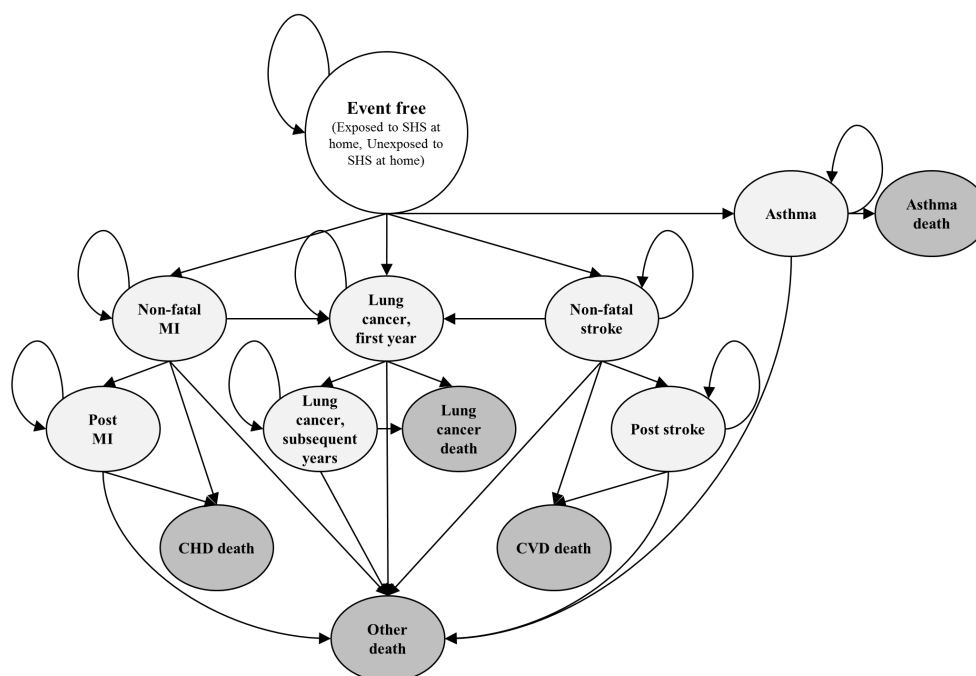 Event free
(Exposed to SHS at
home, Unexposed to
SHS at home)
Asthma
Asthma
death
Non-fatal
MI
Lung
cancer,
first year
Non-fatal
stroke
Post
MI
Lung
cancer,
subsequent
years
Lung
cancer
death
Post stroke
CHD death
CVD death
Other
death